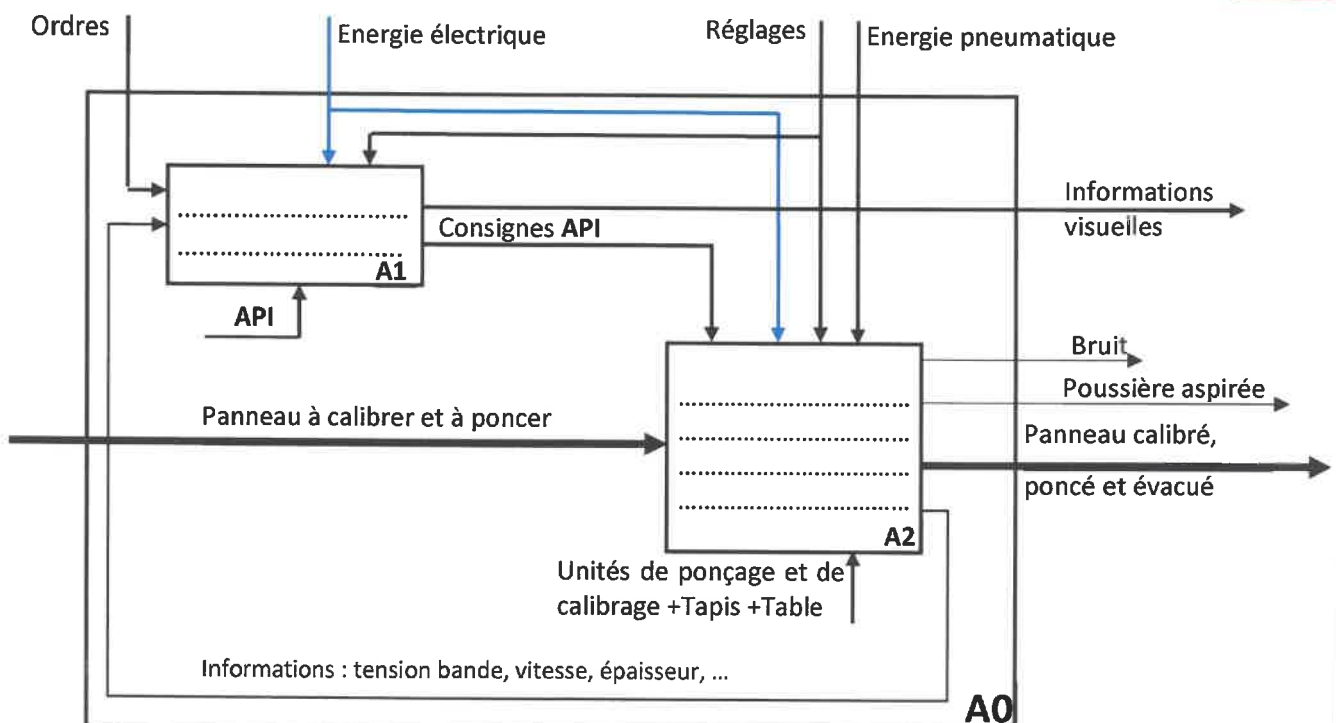 Ordres
Energie électrique
Réglages
Energie pneumatique
Informations
visuelles
Consignes API
A1
API
Bruit
Poussière aspirée
Panneau à calibrer et à poncer
Panneau calibré,
poncé et évacué
A2
Unités de ponçage et de
calibrage +Tapis +Table
Informations : tension bande, vitesse, épaisseur, ...
A0